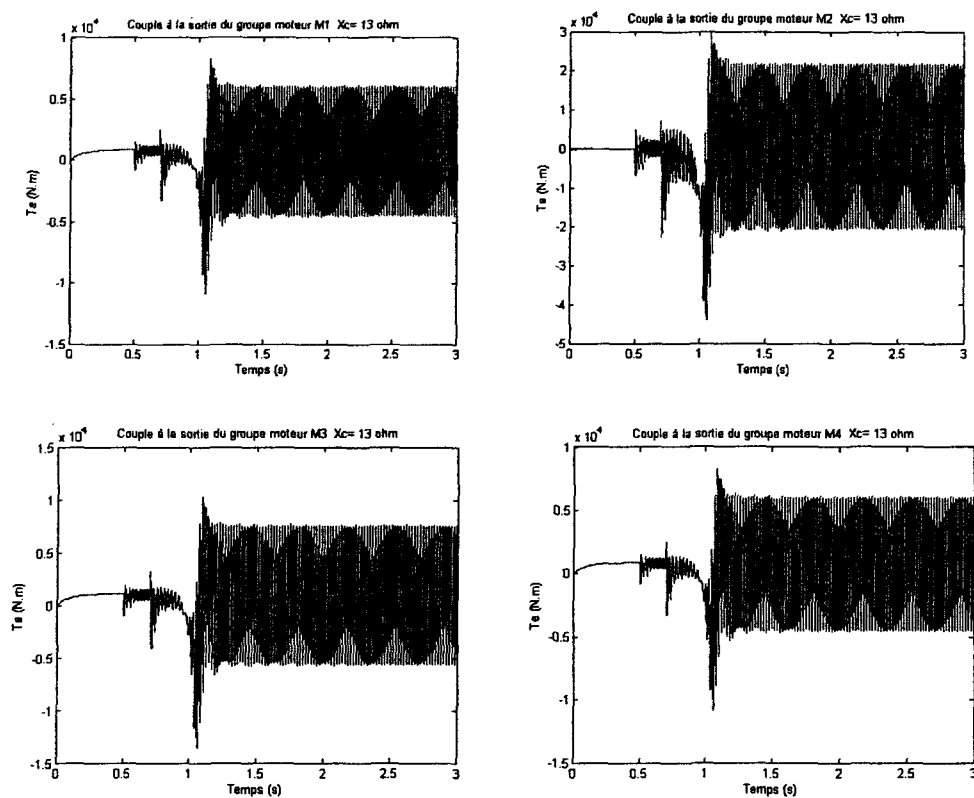 Couple à la sortie du groupe moteur M1 Xc= 13 ohm
x 10^4
1
0.5
0
-0.5
-1
-1.5
Te (N.m)
0 0.5 1 1.5 2 2.5 3
Temps (s)
Couple à la sortie du groupe moteur M2 Xc= 13 ohm
x 10^4
3
2
1
0
-1
-2
-3
-4
-5
Te (N.m)
0 0.5 1 1.5 2 2.5 3
Temps (s)
Couple à la sortie du groupe moteur M3 Xc= 13 ohm
x 10^4
1.5
1
0.5
0
-0.5
-1
-1.5
Te (N.m)
0 0.5 1 1.5 2 2.5 3
Temps (s)
Couple à la sortie du groupe moteur M4 Xc= 13 ohm
x 10^4
1
0.5
0
-0.5
-1
-1.5
Te (N.m)
0 0.5 1 1.5 2 2.5 3
Temps (s)